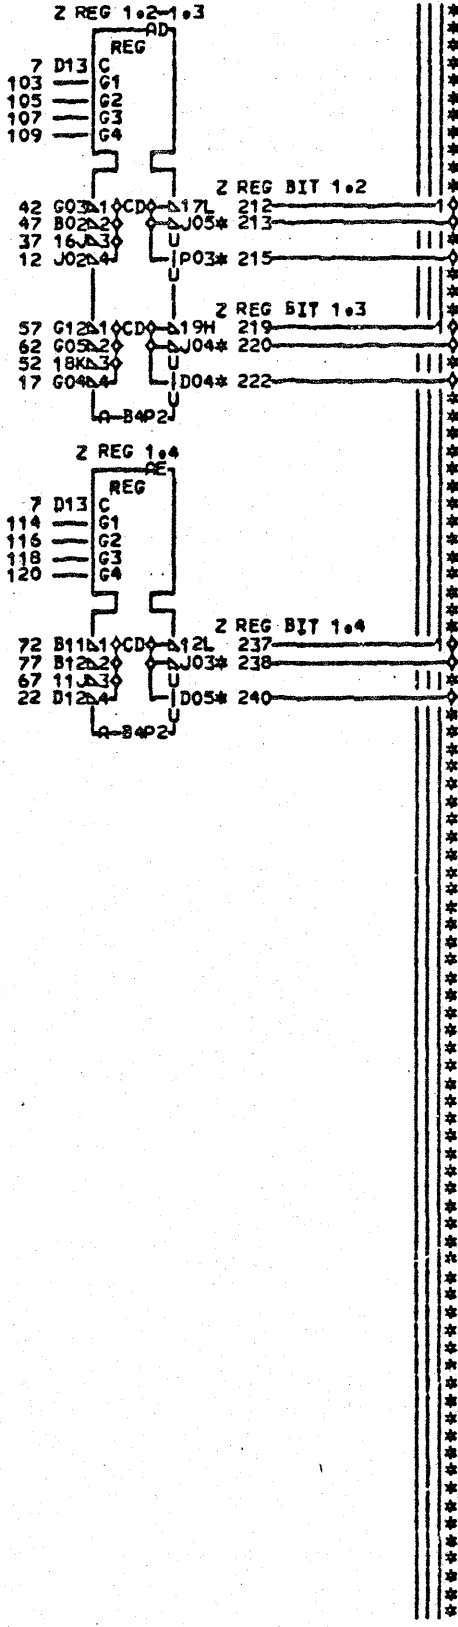 Z REG 1.2-1.3
AD
REG
7 D13 C
103 G1
105 G2
107 G3
109 G4
Z REG BIT 1.2
42 G03 1 CD 17L 212
47 B02 2 J05* 213
37 16J 3 U
12 J02 4 P03* 215
U
Z REG BIT 1.3
57 G12 1 CD 19H 219
62 G05 2 J04* 220
52 18K 3 U
17 G04 4 D04* 222
U
A-B4P2
Z REG 1.4
AE
REG
7 D13 C
114 G1
116 G2
118 G3
120 G4
Z REG BIT 1.4
72 B11 1 CD 12L 237
77 B12 2 J03* 238
67 11J 3 U
22 D12 4 D05* 240
U
A-B4P2